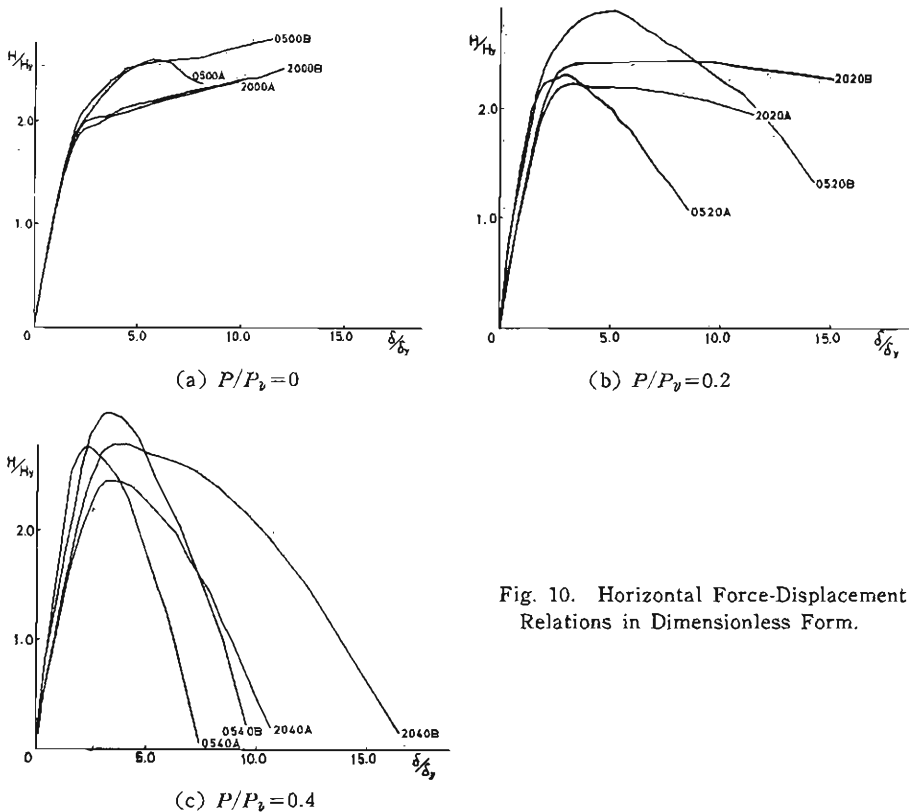 H/Hy
2.0
1.0
0
5.0
10.0
15.0
δ/δy
0500B
0500A
2000B
2000A
(a) P/Py=0
H/Hy
2.0
1.0
0
5.0
10.0
15.0
δ/δy
2020B
2020A
0520B
0520A
(b) P/Py=0.2
H/Hy
2.0
1.0
0
5.0
10.0
15.0
δ/δy
0540A
0540B
2040A
2040B
(c) P/Py=0.4
Fig. 10. Horizontal Force-Displacement
Relations in Dimensionless Form.